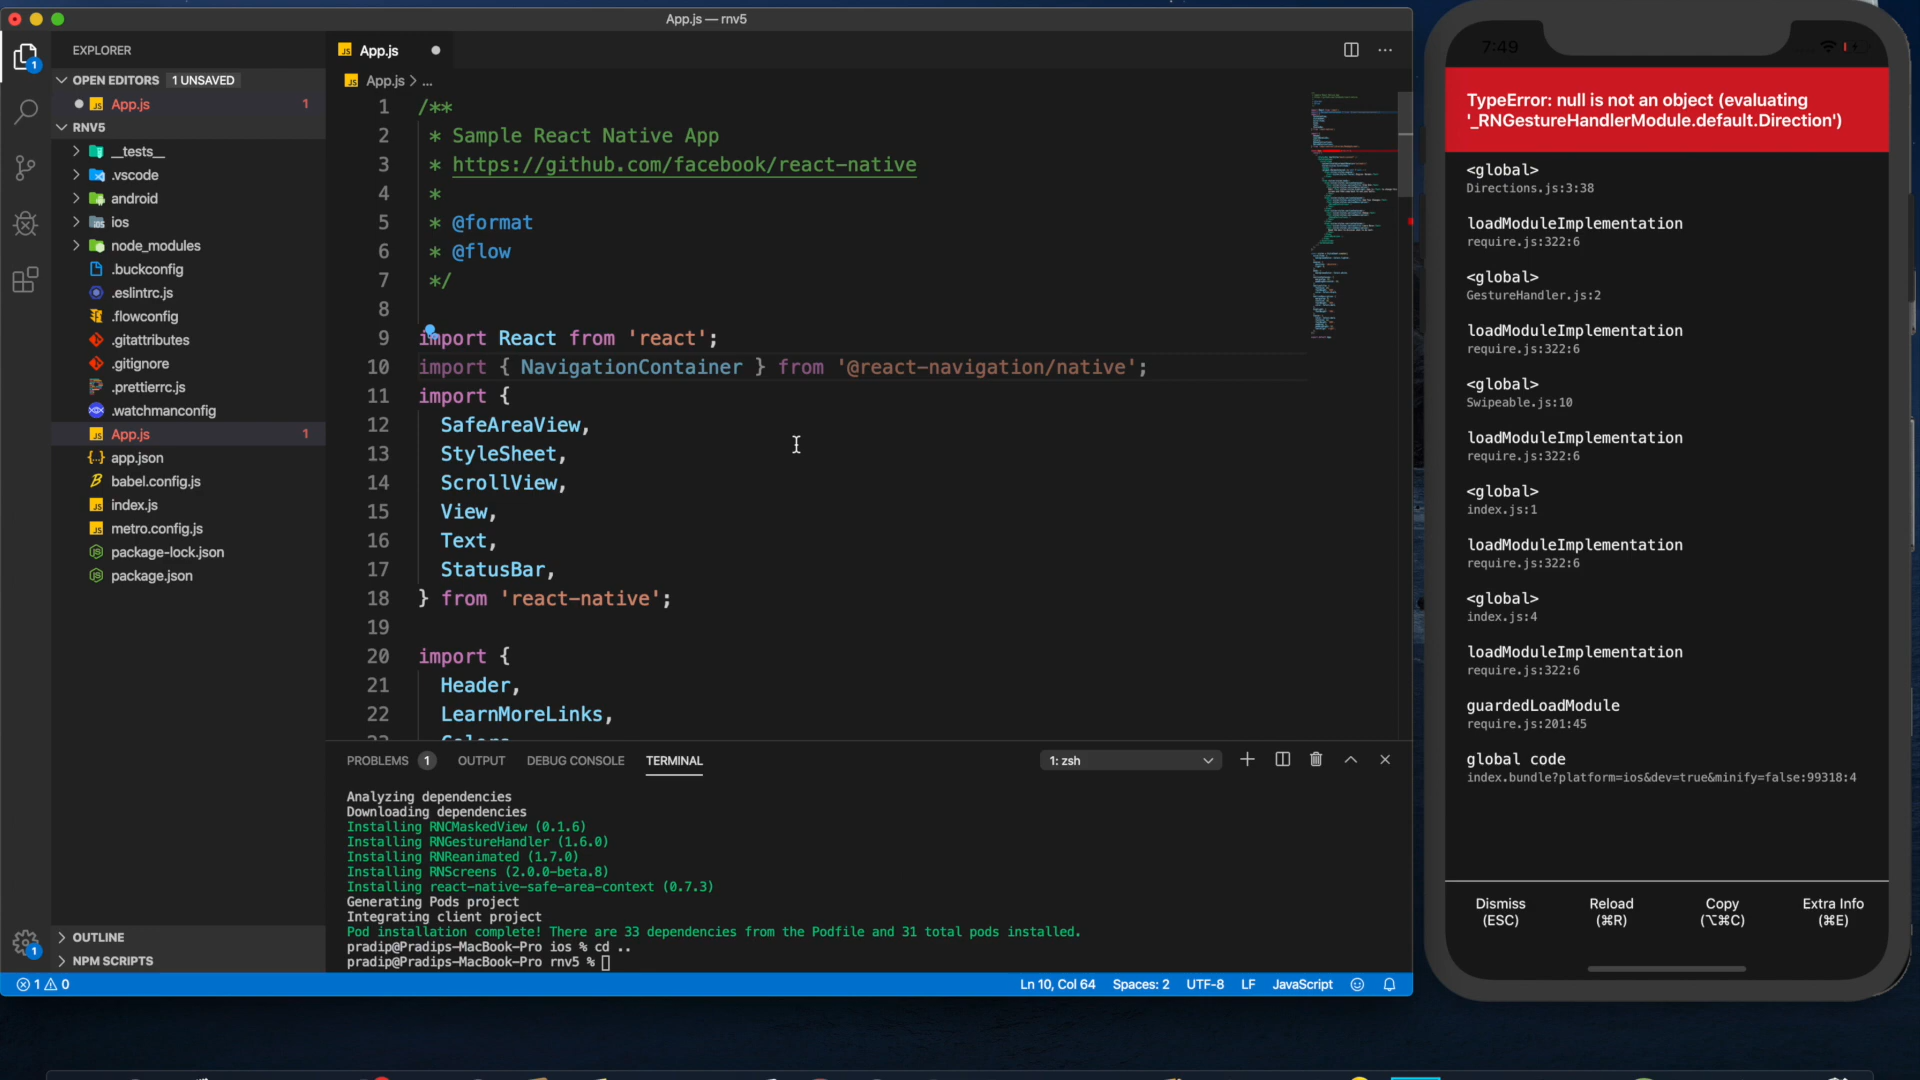 App.js — rnv5
EXPLORER
OPEN EDITORS 1 UNSAVED
App.js 1
RNV5
__tests__
.vscode
android
ios
node_modules
.buckconfig
.eslintrc.js
.flowconfig
.gitattributes
.gitignore
.prettierrc.js
.watchmanconfig
App.js 1
app.json
babel.config.js
index.js
metro.config.js
package-lock.json
package.json
OUTLINE
NPM SCRIPTS
1
1
App.js
App.js > ...
1 /**
2 * Sample React Native App
3 * https://github.com/facebook/react-native
4 *
5 * @format
6 * @flow
7 */
8
9 import React from 'react';
10 import { NavigationContainer } from '@react-navigation/native';
11 import {
12 SafeAreaView,
13 StyleSheet,
14 ScrollView,
15 View,
16 Text,
17 StatusBar,
18 } from 'react-native';
19
20 import {
21 Header,
22 LearnMoreLinks,
23 Colors
PROBLEMS 1 OUTPUT DEBUG CONSOLE TERMINAL 1: zsh
Analyzing dependencies
Downloading dependencies
Installing RNCMaskedView (0.1.6)
Installing RNGestureHandler (1.6.0)
Installing RNReanimated (1.7.0)
Installing RNScreens (2.0.0-beta.8)
Installing react-native-safe-area-context (0.7.3)
Generating Pods project
Integrating client project
Pod installation complete! There are 33 dependencies from the Podfile and 31 total pods installed.
pradip@Pradips-MacBook-Pro ios % cd ..
pradip@Pradips-MacBook-Pro rnv5 %
1 0 Ln 10, Col 64 Spaces: 2 UTF-8 LF JavaScript
7:49
TypeError: null is not an object (evaluating
'_RNGestureHandlerModule.default.Direction')
<global>
Directions.js:3:38
loadModuleImplementation
require.js:322:6
<global>
GestureHandler.js:2
loadModuleImplementation
require.js:322:6
<global>
Swipeable.js:10
loadModuleImplementation
require.js:322:6
<global>
index.js:1
loadModuleImplementation
require.js:322:6
<global>
index.js:4
loadModuleImplementation
require.js:322:6
guardedLoadModule
require.js:201:45
global code
index.bundle?platform=ios&dev=true&minify=false:99318:4
Dismiss Reload Copy Extra Info
(ESC) (⌘R) (⌥⌘C) (⌘E)